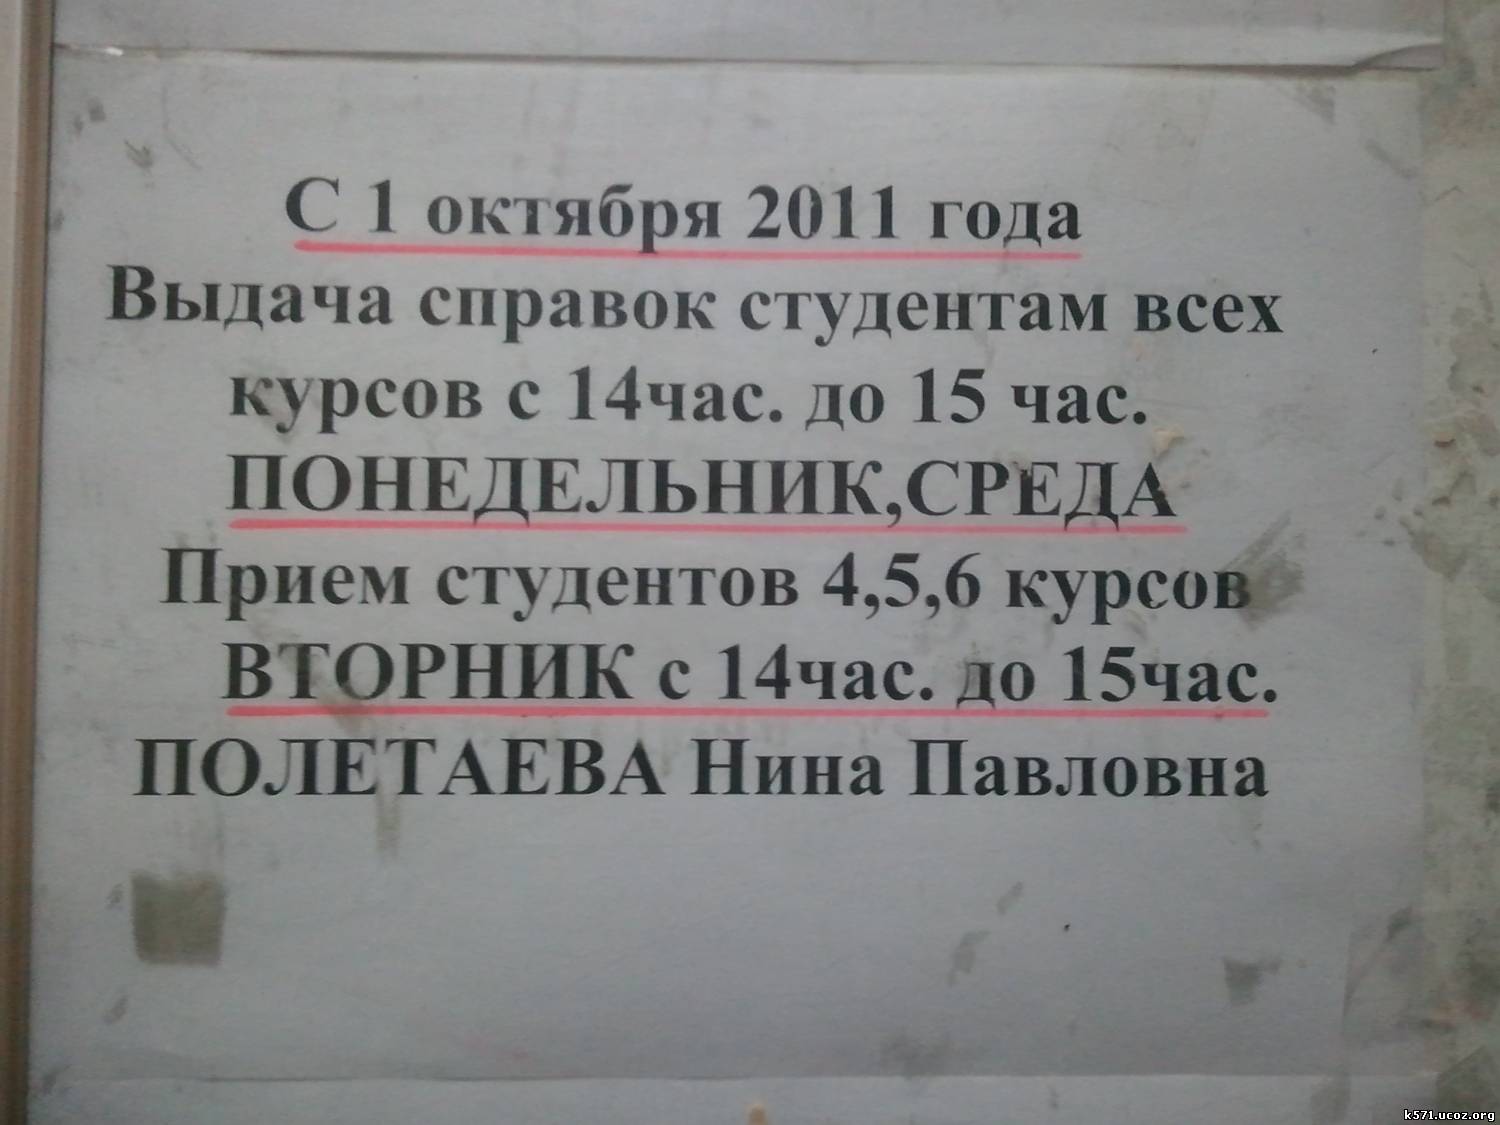 С 1 октября 2011 года
Выдача справок студентам всех
курсов с 14час. до 15 час.
ПОНЕДЕЛЬНИК,СРЕДА
Прием студентов 4,5,6 курсов
ВТОРНИК с 14час. до 15час.
ПОЛЕТАЕВА Нина Павловна
k571.ucoz.org